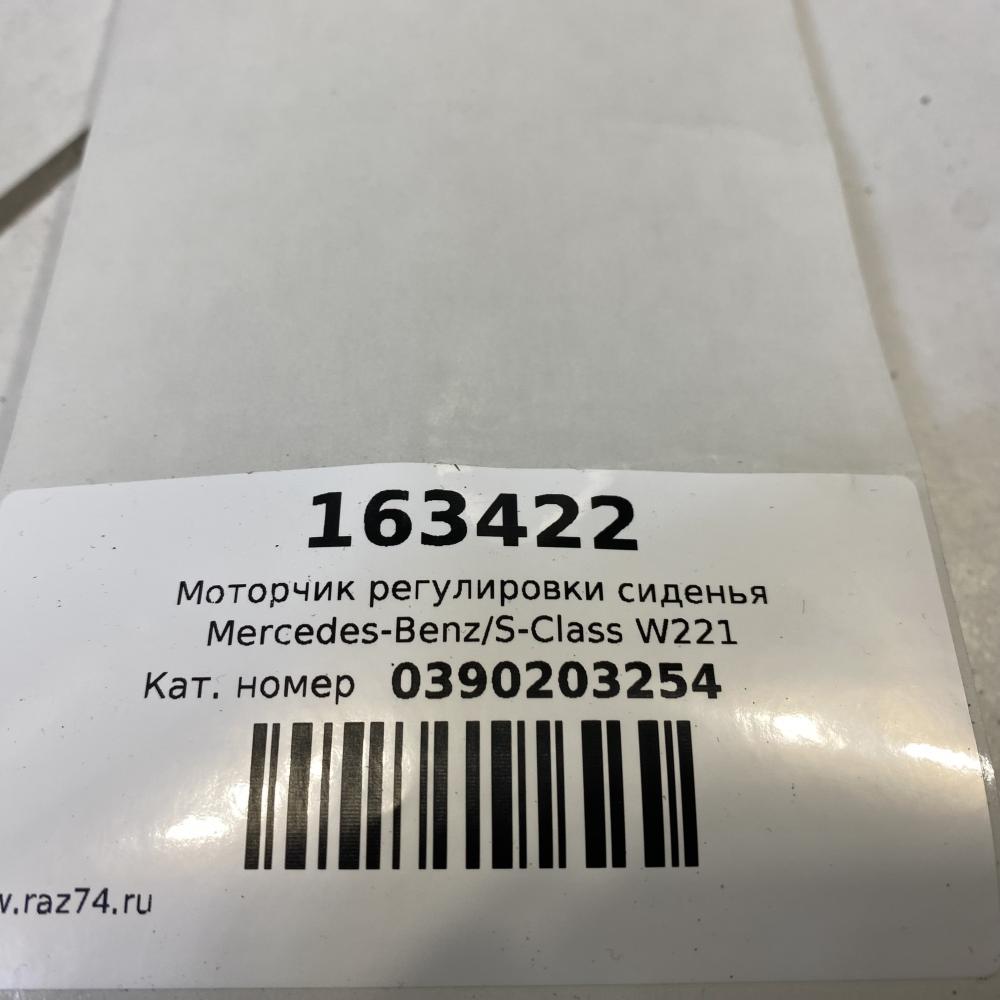 163422
Моторчик регулировки сиденья
Mercedes-Benz/S-Class W221
Кат. номер 0390203254
w.raz74.ru